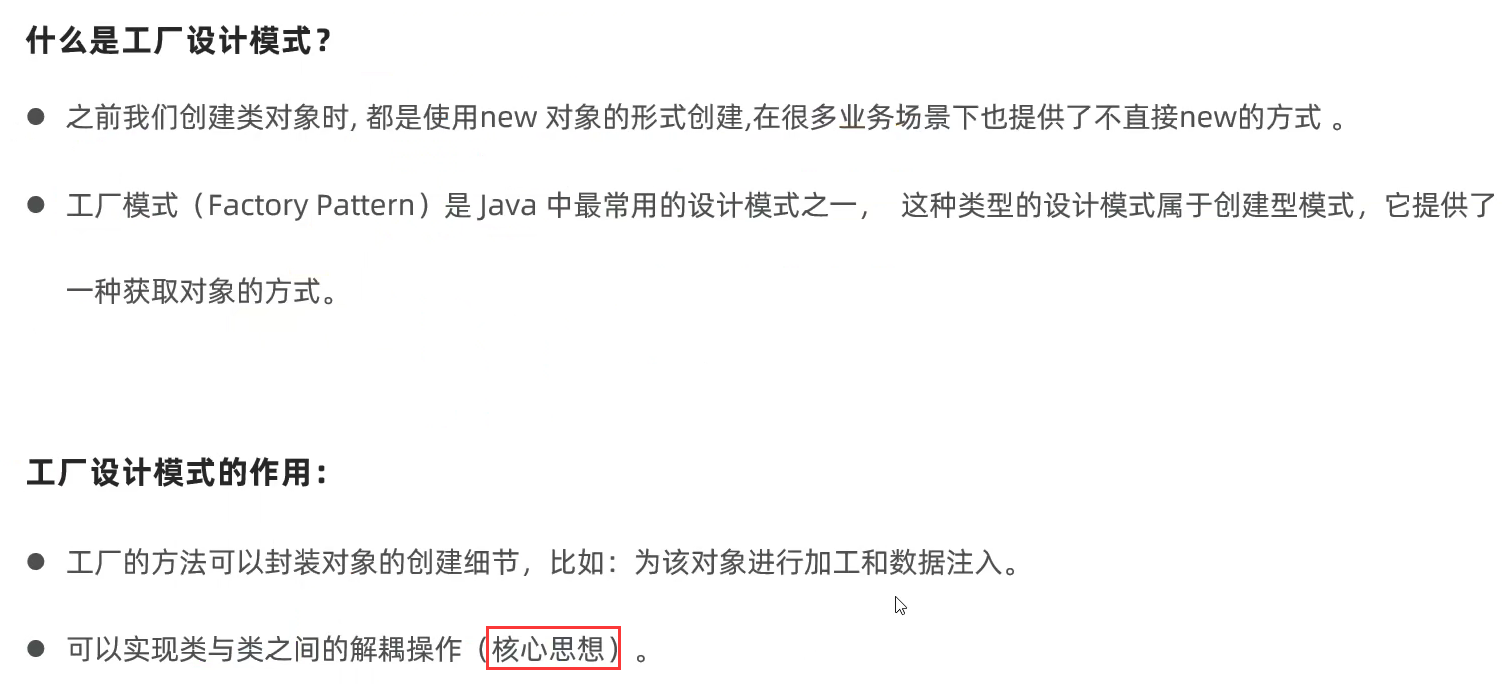 什么是工厂设计模式？
● 之前我们创建类对象时, 都是使用new 对象的形式创建,在很多业务场景下也提供了不直接new的方式 。
● 工厂模式（Factory Pattern）是 Java 中最常用的设计模式之一， 这种类型的设计模式属于创建型模式，它提供了
一种获取对象的方式。
工厂设计模式的作用：
● 工厂的方法可以封装对象的创建细节，比如：为该对象进行加工和数据注入。
● 可以实现类与类之间的解耦操作（核心思想）。